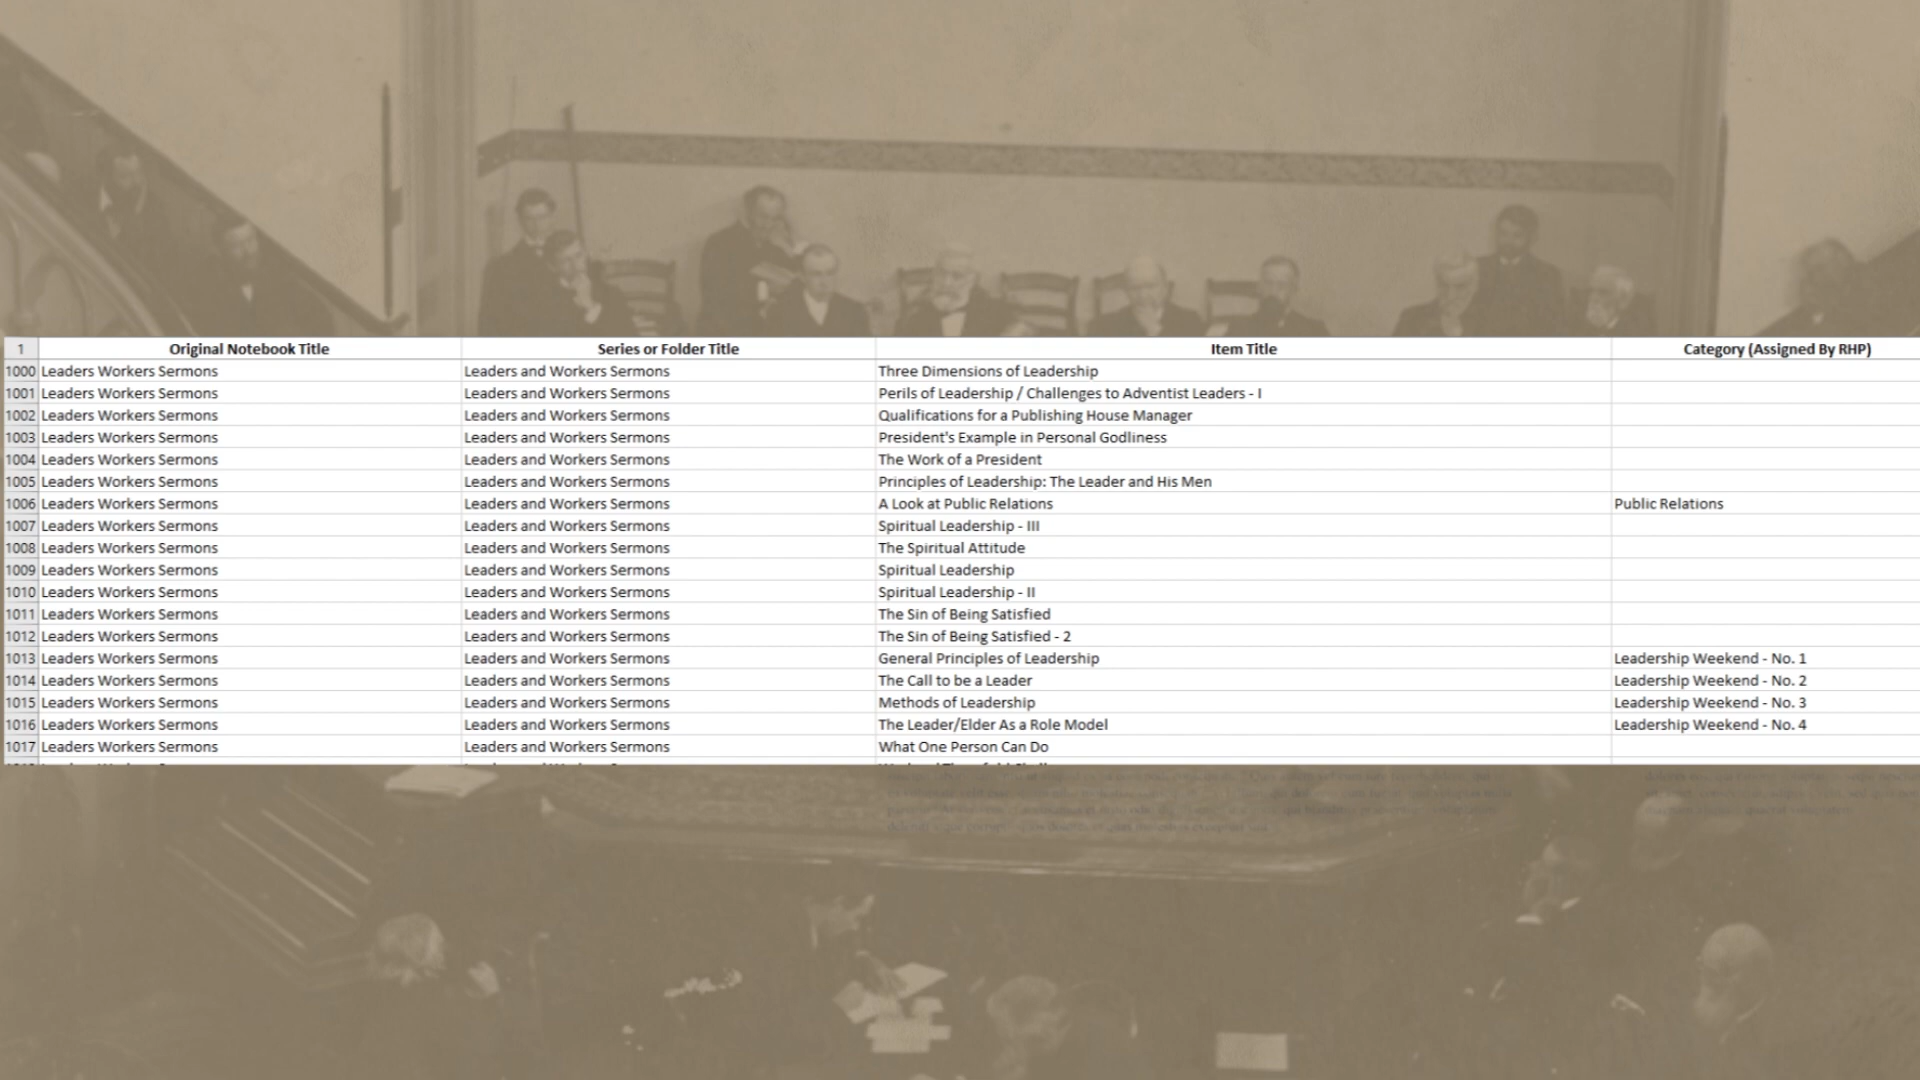 1 Original Notebook Title Series or Folder Title Item Title Category (Assigned By RHP)
1000 Leaders Workers Sermons Leaders and Workers Sermons Three Dimensions of Leadership
1001 Leaders Workers Sermons Leaders and Workers Sermons Perils of Leadership / Challenges to Adventist Leaders - I
1002 Leaders Workers Sermons Leaders and Workers Sermons Qualifications for a Publishing House Manager
1003 Leaders Workers Sermons Leaders and Workers Sermons President's Example in Personal Godliness
1004 Leaders Workers Sermons Leaders and Workers Sermons The Work of a President
1005 Leaders Workers Sermons Leaders and Workers Sermons Principles of Leadership: The Leader and His Men
1006 Leaders Workers Sermons Leaders and Workers Sermons A Look at Public Relations Public Relations
1007 Leaders Workers Sermons Leaders and Workers Sermons Spiritual Leadership - III
1008 Leaders Workers Sermons Leaders and Workers Sermons The Spiritual Attitude
1009 Leaders Workers Sermons Leaders and Workers Sermons Spiritual Leadership
1010 Leaders Workers Sermons Leaders and Workers Sermons Spiritual Leadership - II
1011 Leaders Workers Sermons Leaders and Workers Sermons The Sin of Being Satisfied
1012 Leaders Workers Sermons Leaders and Workers Sermons The Sin of Being Satisfied - 2
1013 Leaders Workers Sermons Leaders and Workers Sermons General Principles of Leadership Leadership Weekend - No. 1
1014 Leaders Workers Sermons Leaders and Workers Sermons The Call to be a Leader Leadership Weekend - No. 2
1015 Leaders Workers Sermons Leaders and Workers Sermons Methods of Leadership Leadership Weekend - No. 3
1016 Leaders Workers Sermons Leaders and Workers Sermons The Leader/Elder As a Role Model Leadership Weekend - No. 4
1017 Leaders Workers Sermons Leaders and Workers Sermons What One Person Can Do